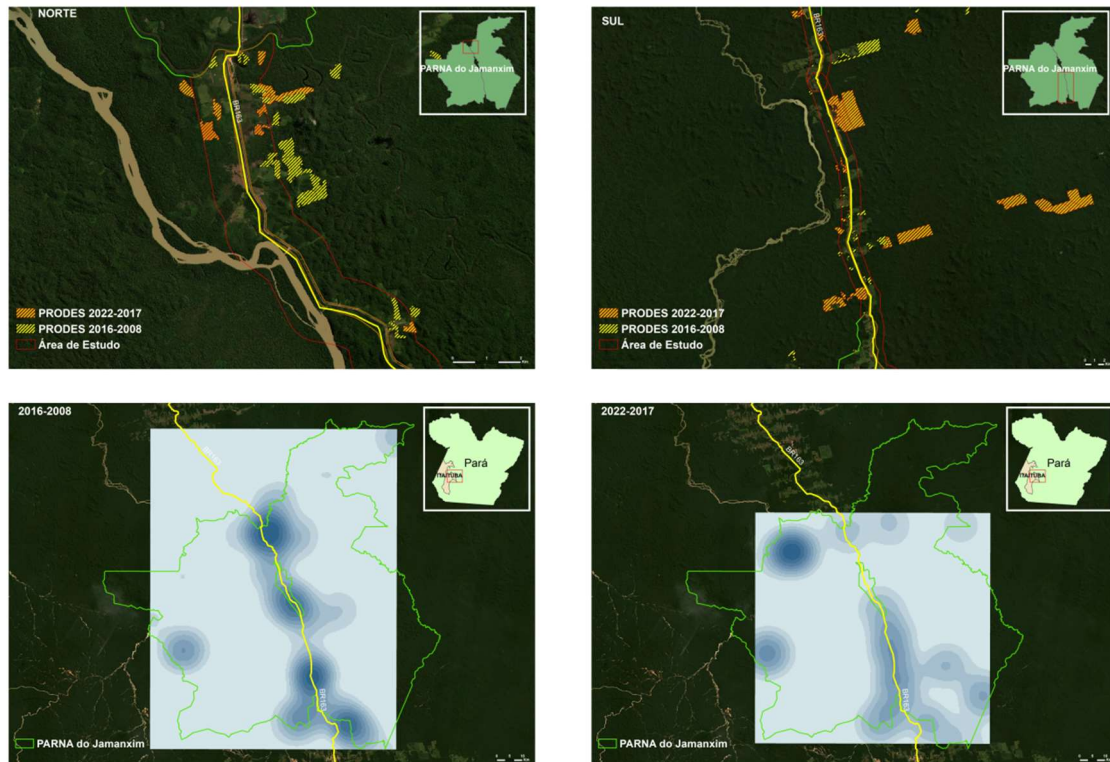 NORTE
PARNA do Jamanxim
BR163
PRODES 2022-2017
PRODES 2016-2008
Área de Estudo
SUL
PARNA do Jamanxim
BR163
PRODES 2022-2017
PRODES 2016-2008
Área de Estudo
2016-2008
Pará
ITAITUBA
BR163
BR163
PARNA do Jamanxim
2022-2017
Pará
ITAITUBA
BR163
BR163
PARNA do Jamanxim